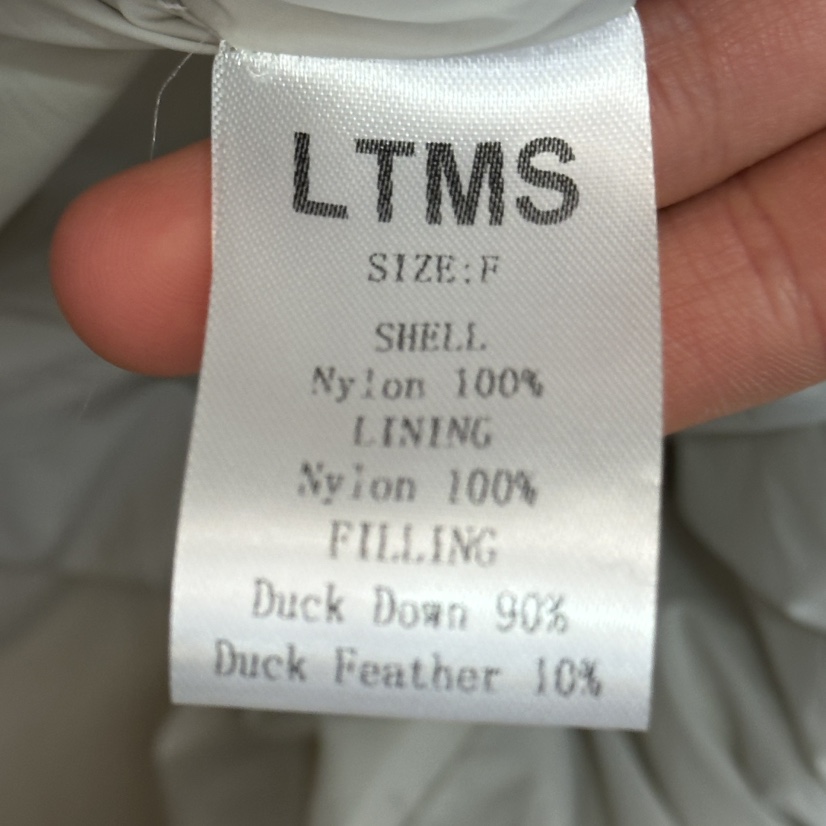 LTMS
SIZE:F
SHELL
Nylon 100%
LINING
Nylon 100%
FILLING
Duck Down 90%
Duck Feather 10%